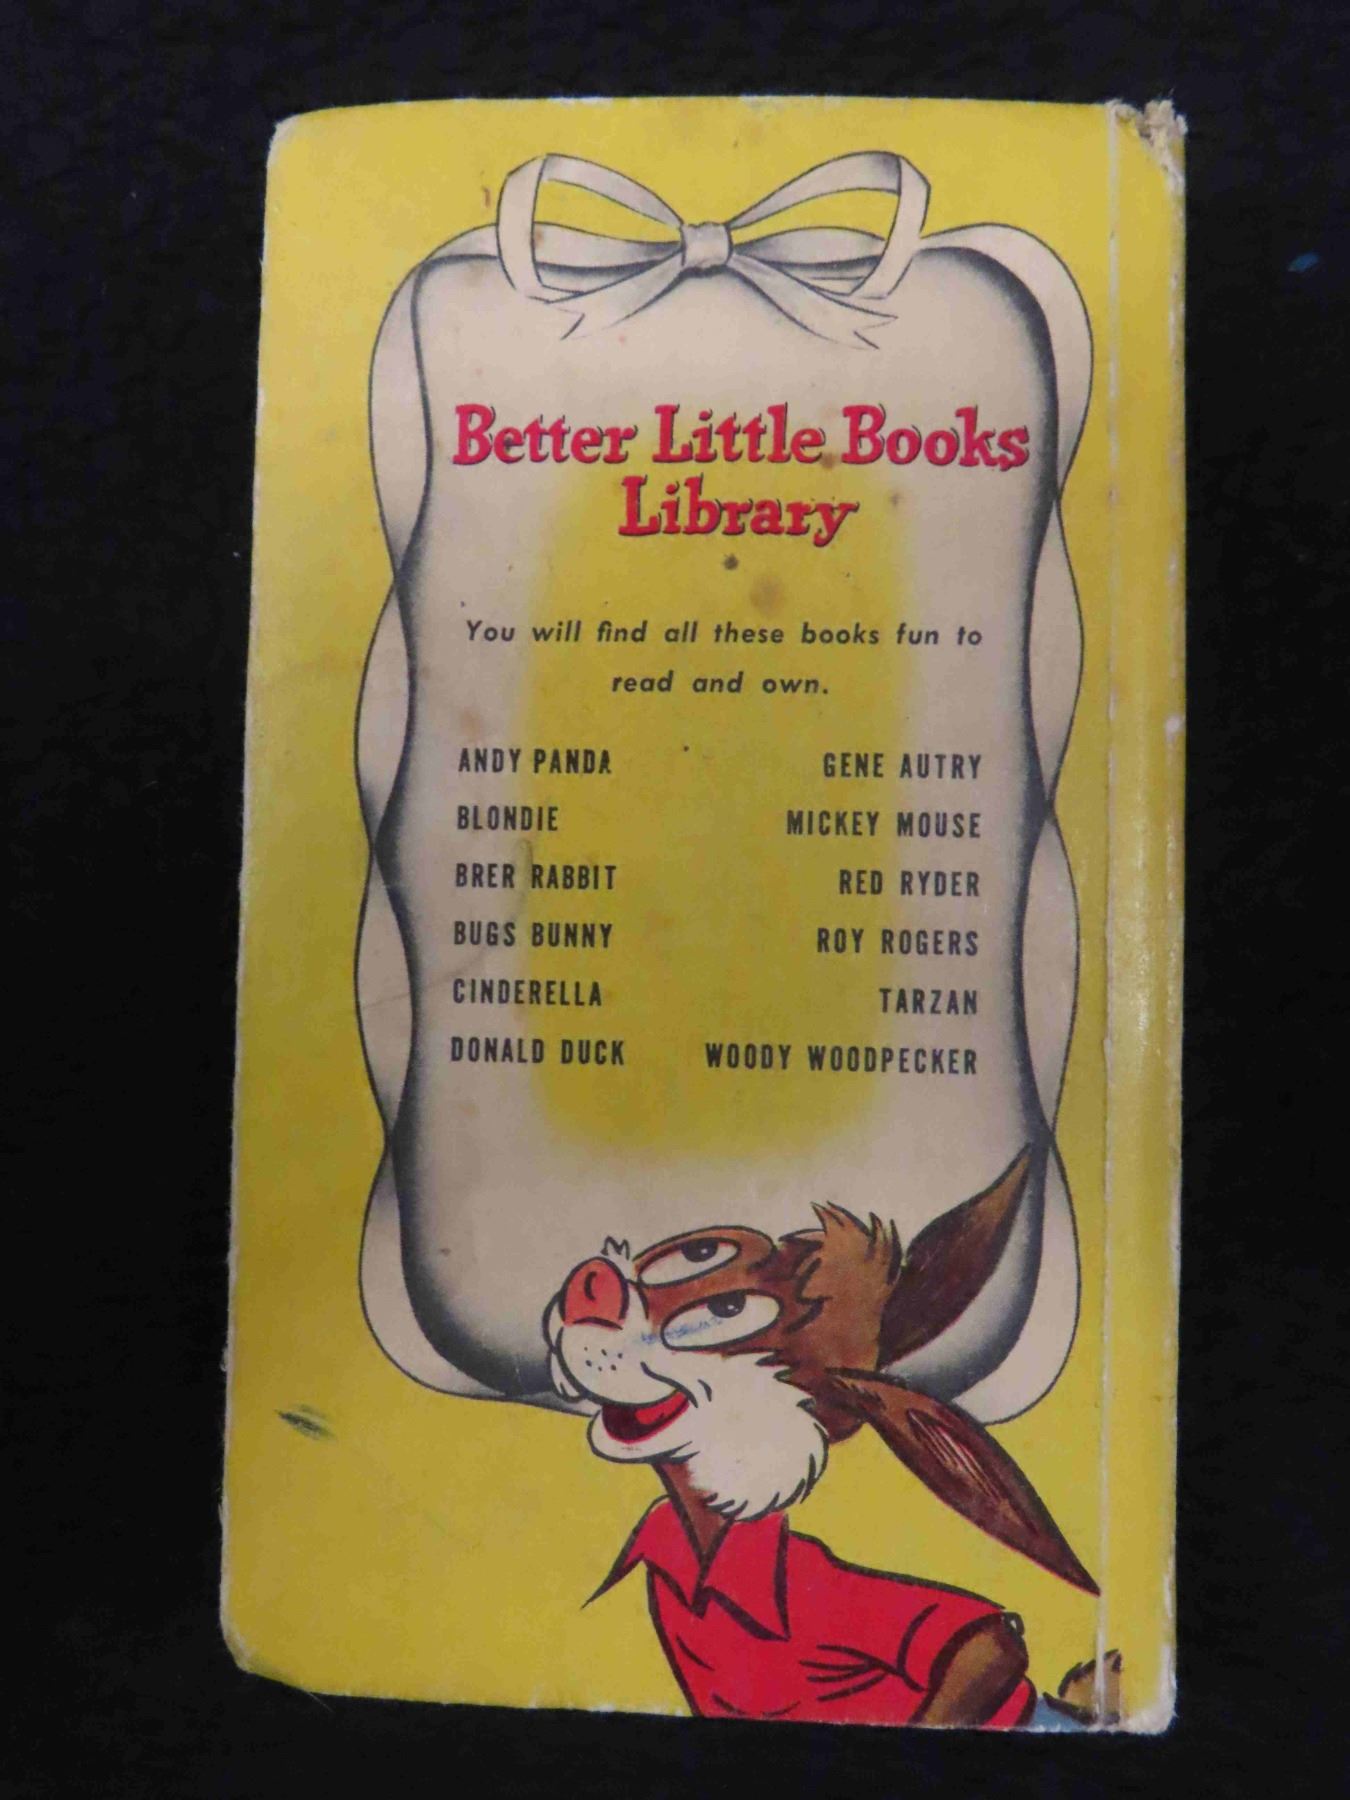 Better Little Books
Library
You will find all these books fun to
read and own.
ANDY PANDA
BLONDIE
BRER RABBIT
BUGS BUNNY
CINDERELLA
DONALD DUCK
GENE AUTRY
MICKEY MOUSE
RED RYDER
ROY ROGERS
TARZAN
WOODY WOODPECKER